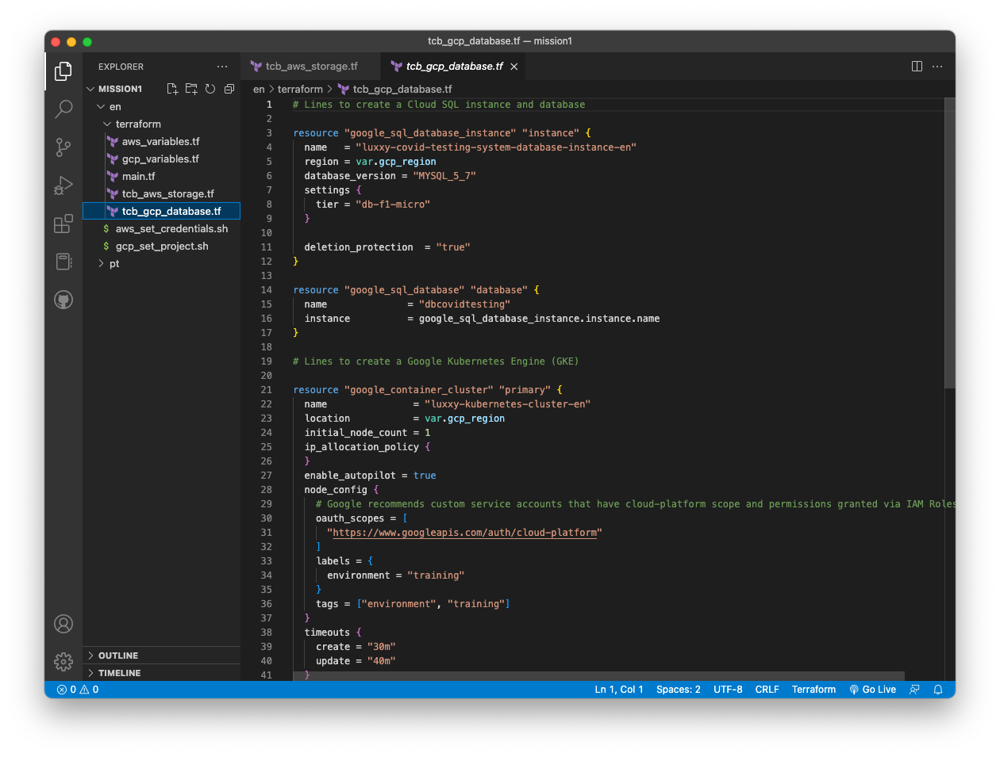 tcb_gcp_database.tf — mission1
EXPLORER
tcb_aws_storage.tf
tcb_gcp_database.tf
MISSION1
en
terraform
aws_variables.tf
gcp_variables.tf
main.tf
tcb_aws_storage.tf
tcb_gcp_database.tf
$ aws_set_credentials.sh
$ gcp_set_project.sh
pt
OUTLINE
TIMELINE
en > terraform > tcb_gcp_database.tf
1 # Lines to create a Cloud SQL instance and database
2
3 resource "google_sql_database_instance" "instance" {
4 name   = "luxxy-covid-testing-system-database-instance-en"
5 region = var.gcp_region
6 database_version = "MYSQL_5_7"
7 settings {
8 tier = "db-f1-micro"
9 }
10
11 deletion_protection  = "true"
12 }
13
14 resource "google_sql_database" "database" {
15 name              = "dbcovidtesting"
16 instance          = google_sql_database_instance.instance.name
17 }
18
19 # Lines to create a Google Kubernetes Engine (GKE)
20
21 resource "google_container_cluster" "primary" {
22 name               = "luxxy-kubernetes-cluster-en"
23 location           = var.gcp_region
24 initial_node_count = 1
25 ip_allocation_policy {
26 }
27 enable_autopilot = true
28 node_config {
29 # Google recommends custom service accounts that have cloud-platform scope and permissions granted via IAM Roles
30 oauth_scopes = [
31 "https://www.googleapis.com/auth/cloud-platform"
32 ]
33 labels = {
34 environment = "training"
35 }
36 tags = ["environment", "training"]
37 }
38 timeouts {
39 create = "30m"
40 update = "40m"
41 }
0 0 Ln 1, Col 1 Spaces: 2 UTF-8 CRLF Terraform Go Live